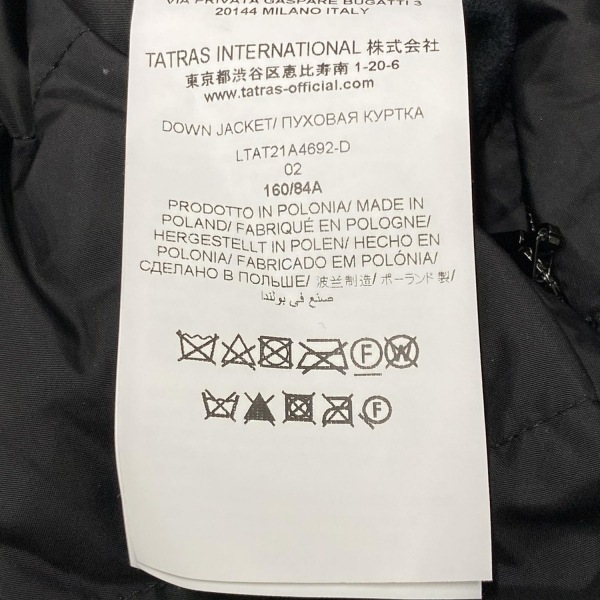 VIA PRIVATA GASPARE BUGATTI 3
20144 MILANO ITALY
TATRAS INTERNATIONAL 株式会社
東京都渋谷区恵比寿南 1-20-6
www.tatras-official.com
DOWN JACKET/ ПУХОВАЯ КУРТКА
LTAT21A4692-D
02
160/84A
PRODOTTO IN POLONIA/ MADE IN
POLAND/ FABRIQUÉ EN POLOGNE/
HERGESTELLT IN POLEN/ HECHO EN
POLONIA/ FABRICADO EM POLÓNIA/
СДЕЛАНО В ПОЛЬШЕ/ 波兰制造/ ポーランド製/
صنع في بولندا
F W
F